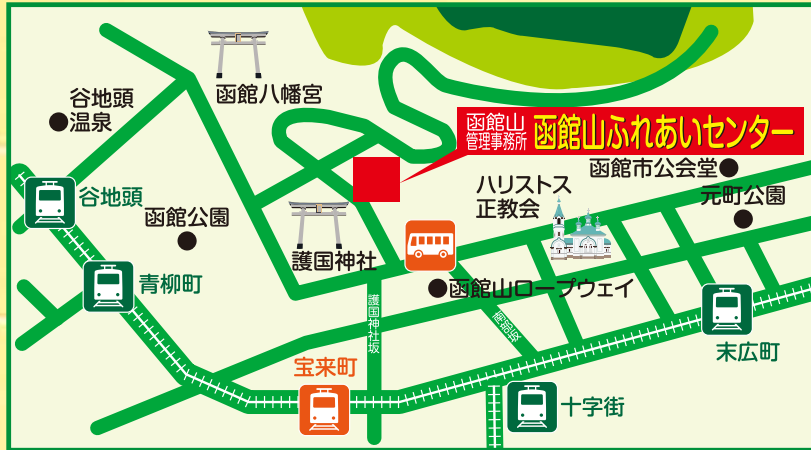 谷地頭
温泉
函館八幡宮
函館山
管理事務所
函館山ふれあいセンター
函館市公会堂
ハリストス
正教会
元町公園
谷地頭
函館公園
護国神社
青柳町
函館山ロープウェイ
護国神社坂
南部坂
末広町
宝来町
十字街